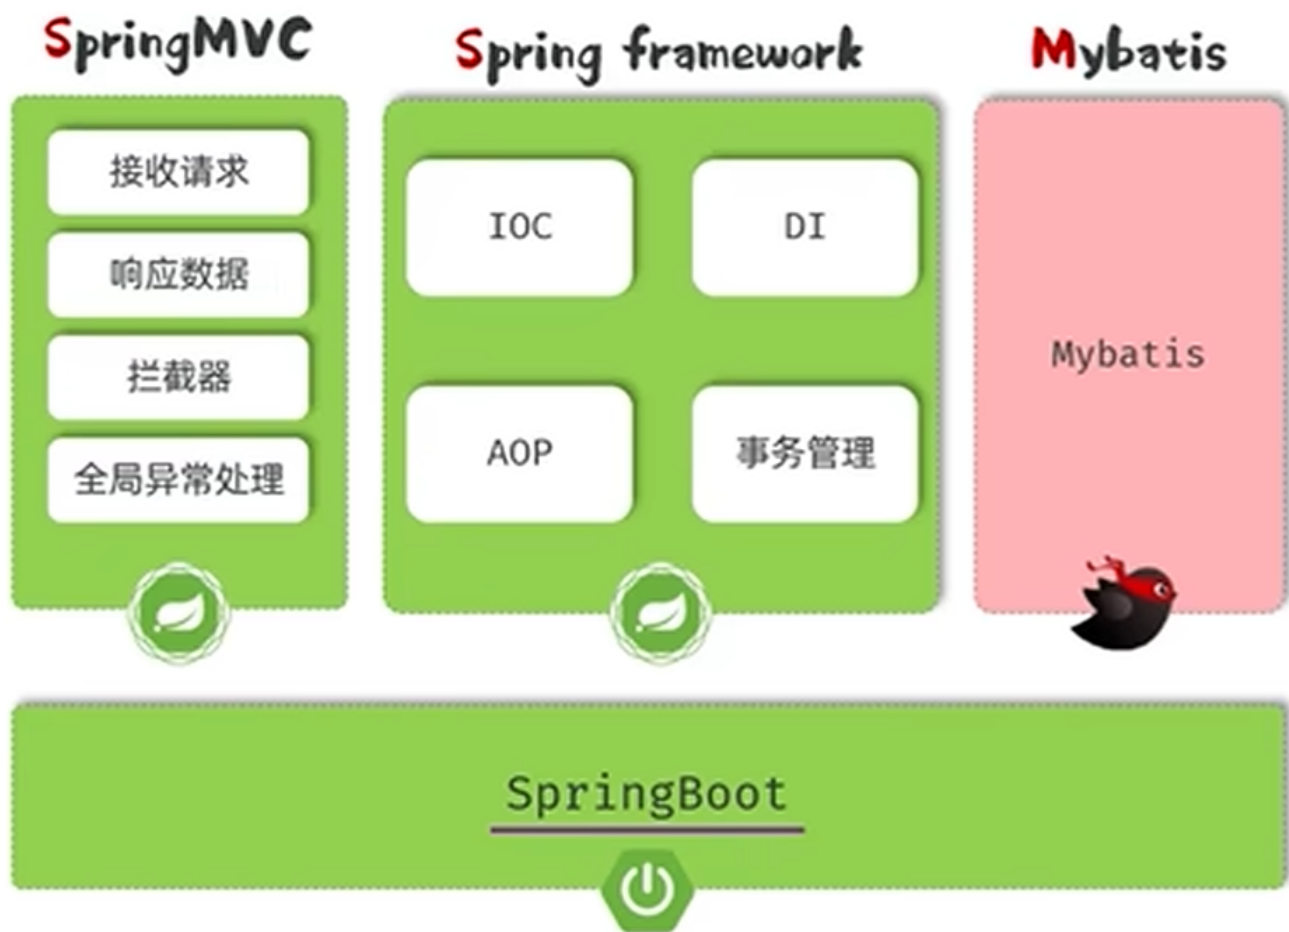 SpringMVC
接收请求
响应数据
拦截器
全局异常处理
Spring framework
IOC
DI
AOP
事务管理
Mybatis
Mybatis
SpringBoot